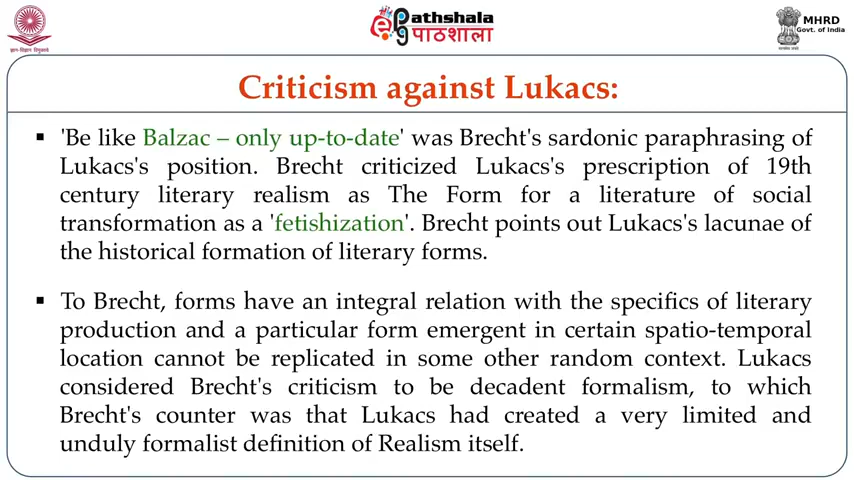 ePathshala
पाठशाला
MHRD
Govt. of India
Criticism against Lukacs:
▪ 'Be like Balzac – only up-to-date' was Brecht's sardonic paraphrasing of
Lukacs's position. Brecht criticized Lukacs's prescription of 19th
century literary realism as The Form for a literature of social
transformation as a 'fetishization'. Brecht points out Lukacs's lacunae of
the historical formation of literary forms.
▪ To Brecht, forms have an integral relation with the specifics of literary
production and a particular form emergent in certain spatio-temporal
location cannot be replicated in some other random context. Lukacs
considered Brecht's criticism to be decadent formalism, to which
Brecht's counter was that Lukacs had created a very limited and
unduly formalist definition of Realism itself.